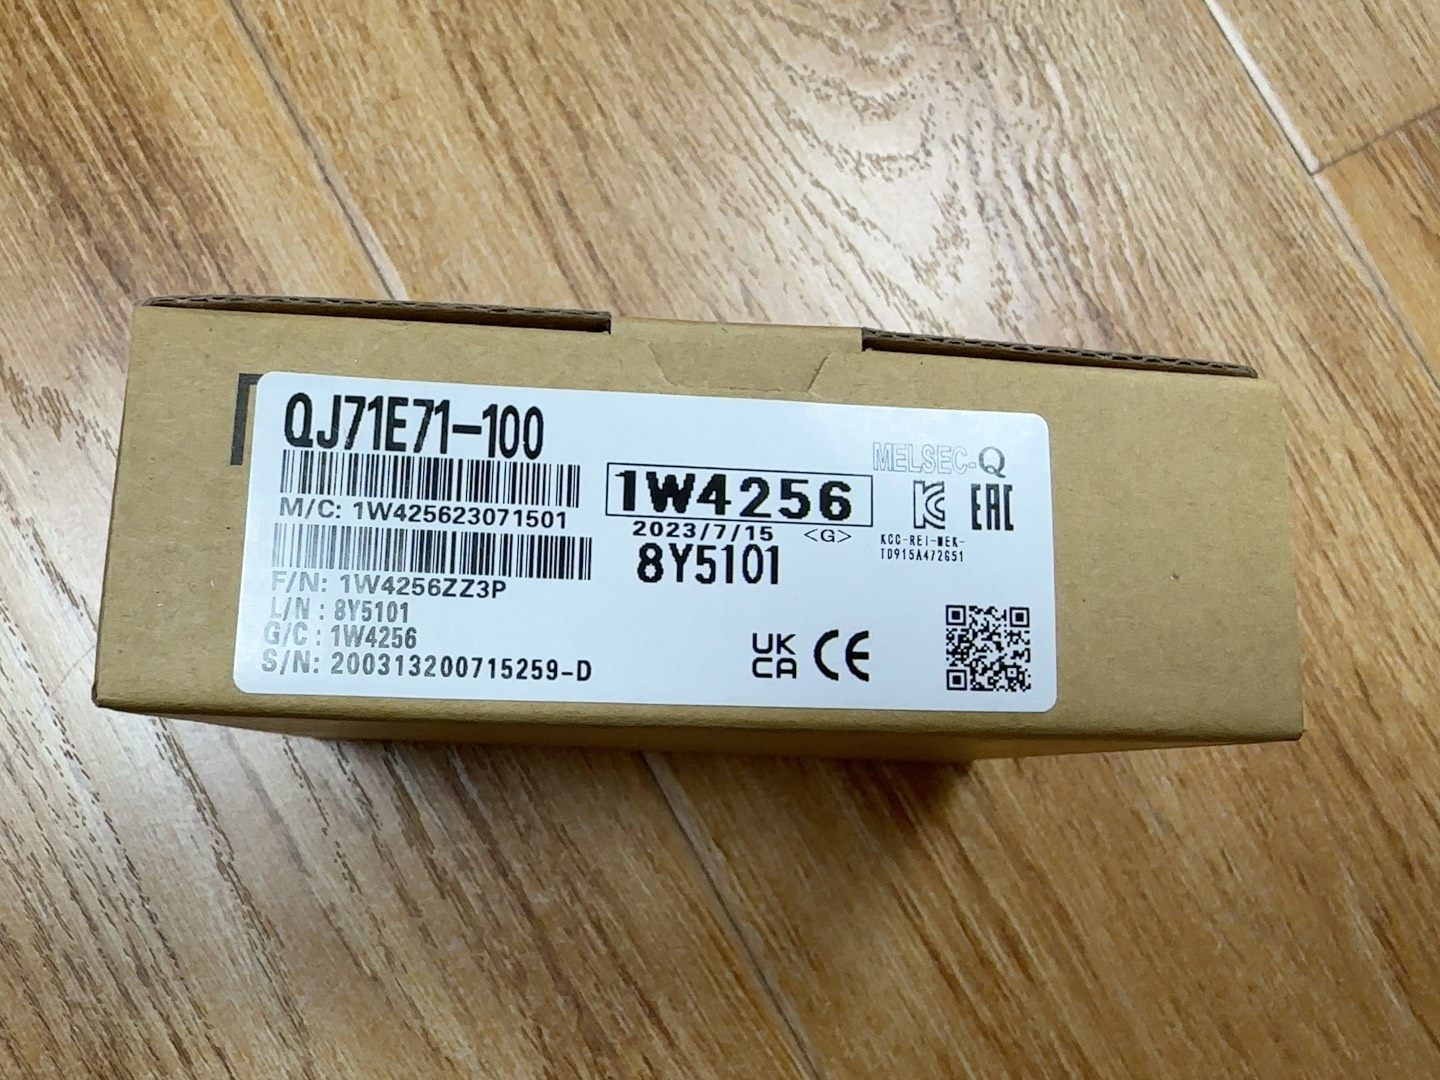 QJ71E71-100
MELSEC-Q
M/C: 1W425623071501
1W4256
2023/7/15 <G>
8Y5101
KCC-REI-MEK-
TD915A472G51
F/N: 1W4256ZZ3P
L/N : 8Y5101
G/C : 1W4256
S/N: 200313200715259-D
UK
CA
CE
EAC